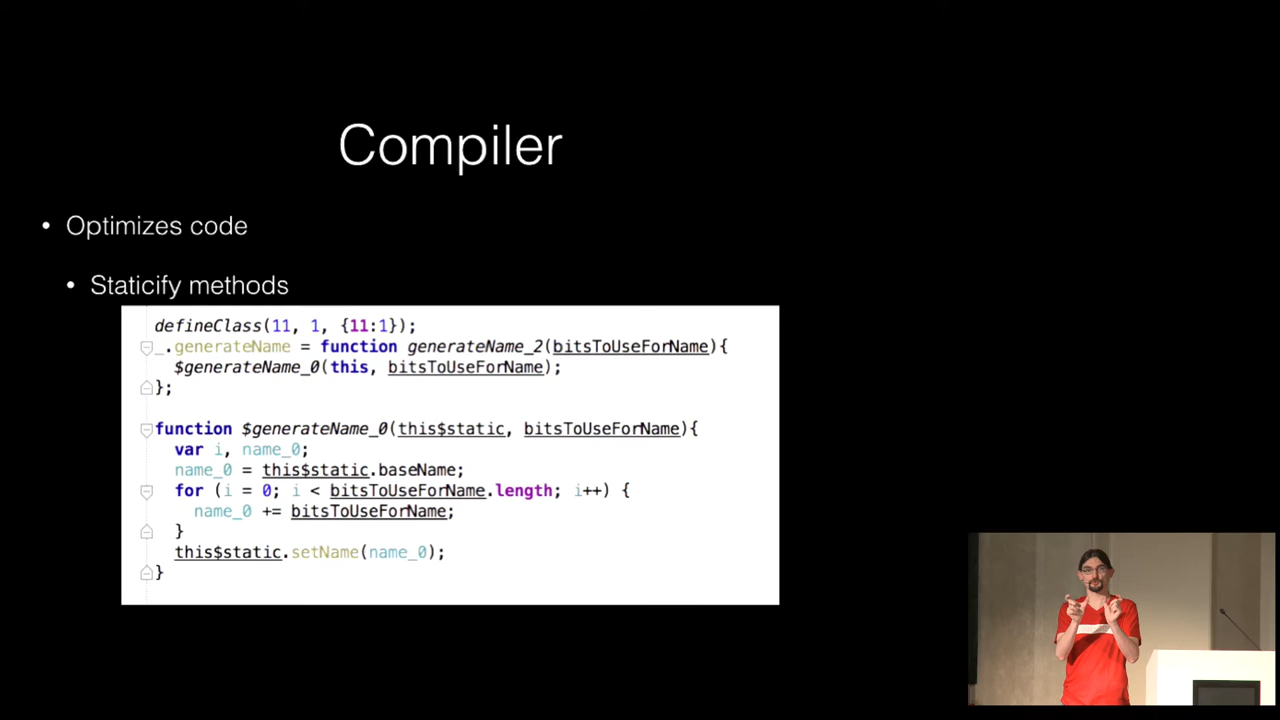 Compiler
• Optimizes code
• Staticify methods
defineClass(11, 1, {11:1});
_.generateName = function generateName_2(bitsToUseForName){
$generateName_0(this, bitsToUseForName);
};
function $generateName_0(this$static, bitsToUseForName){
var i, name_0;
name_0 = this$static.baseName;
for (i = 0; i < bitsToUseForName.length; i++) {
name_0 += bitsToUseForName;
}
this$static.setName(name_0);
}